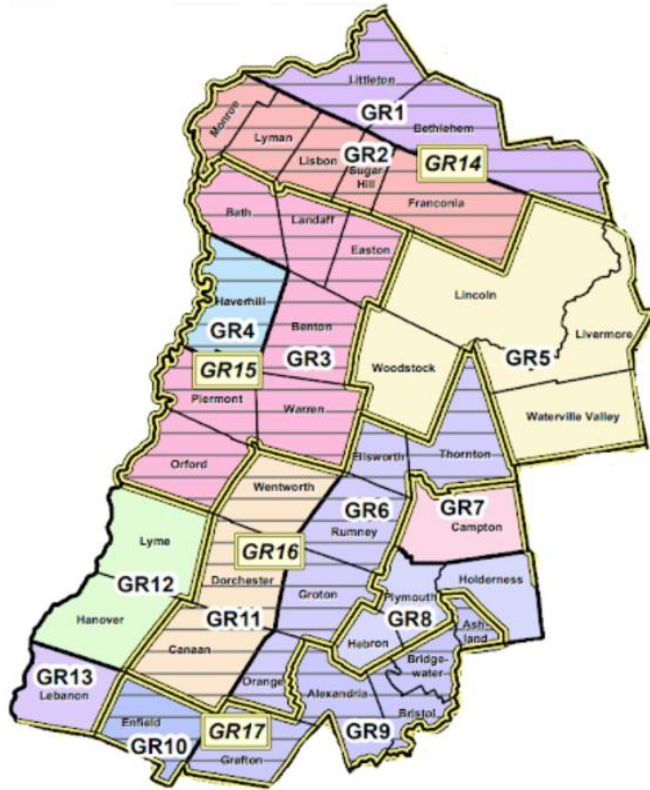 Littleton
GR1
Bethlehem
Monroe
Lyman
Lisbon
GR2
Sugar
Hill
GR14
Franconia
Bath
Landaff
Easton
Haverhill
GR4
Lincoln
Livermore
Benton
GR3
Woodstock
GR5
GR15
Piermont
Warren
Waterville Valley
Orford
Ellsworth
Thornton
Wentworth
GR6
Rumney
GR7
Campton
Lyme
GR16
GR12
Dorchester
Groton
Plymouth
Holderness
Hanover
GR11
GR8
Ash-
land
Canaan
Hebron
Bridge-
water
GR13
Lebanon
Orange
Alexandria
Bristol
Enfield
GR10
GR17
Grafton
GR9